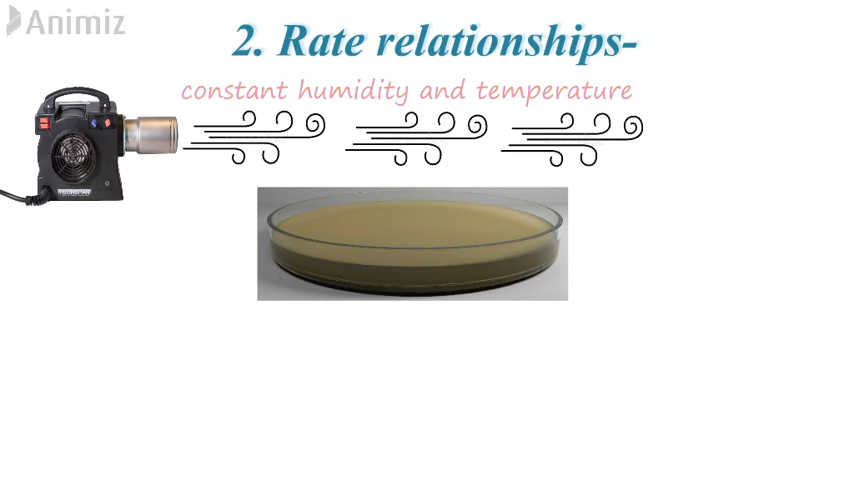 Animiz
2. Rate relationships-
constant humidity and temperature